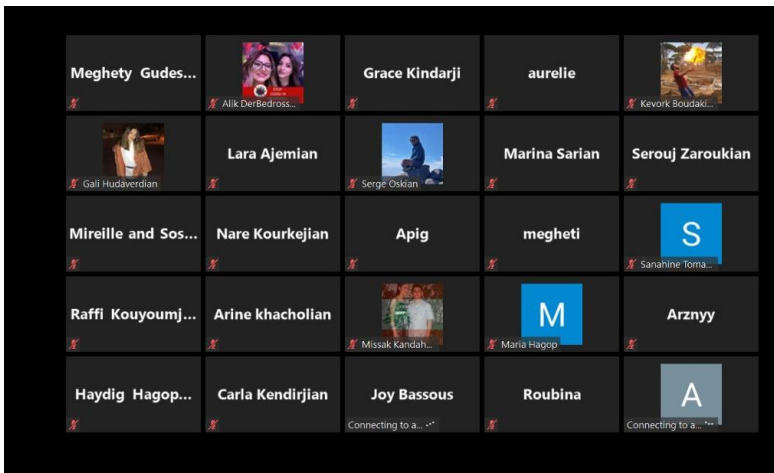 Meghety Gudes...
Alik DerBedross...
Grace Kindarji
aurelie
Kevork Boudaki...
Gali Hudaverdian
Lara Ajemian
Serge Oskian
Marina Sarian
Serouj Zaroukian
Mireille and Sos...
Nare Kourkejian
Apig
megheti
S
Sanahine Toma...
Raffi Kouyoumj...
Arine khacholian
Missak Kandah...
M
Maria Hagop
Arznyy
Haydig Hagop...
Carla Kendirjian
Joy Bassous
Connecting to a...
Roubina
A
Connecting to a...